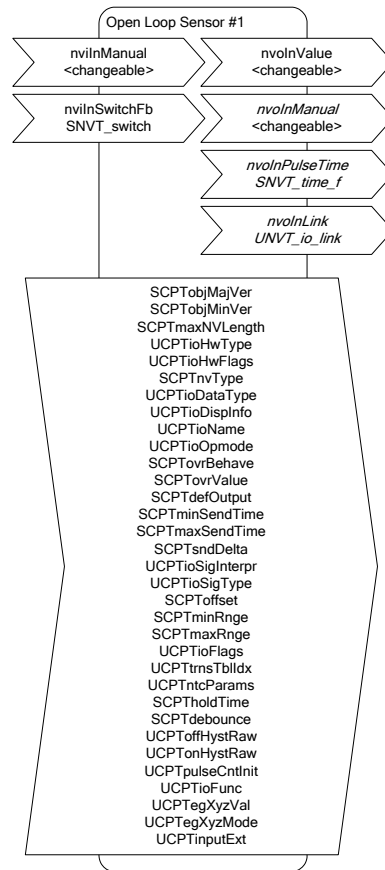 Open Loop Sensor #1
nviInManual
<changeable>
nvoInValue
<changeable>
nviInSwitchFb
SNVT_switch
nvoInManual
<changeable>
nvoInPulseTime
SNVT_time_f
nvoInLink
UNVT_io_link
SCPTobjMajVer
SCPTobjMinVer
SCPTmaxNVLength
UCPTioHwType
UCPTioHwFlags
SCPTnvType
UCPTioDataType
UCPTioDispInfo
UCPTioName
UCPTioOpmode
SCPTovrBehave
SCPTovrValue
SCPTdefOutput
SCPTminSendTime
SCPTmaxSendTime
SCPTsndDelta
UCPTioSigInterpr
UCPTioSigType
SCPToffset
SCPTminRnge
SCPTmaxRnge
UCPTioFlags
UCPTtrnsTblIdx
UCPTntcParams
SCPTholdTime
SCPTdebounce
UCPToffHystRaw
UCPTonHystRaw
UCPTpulseCntInit
UCPTioFunc
UCPTegXyzVal
UCPTegXyzMode
UCPTinputExt